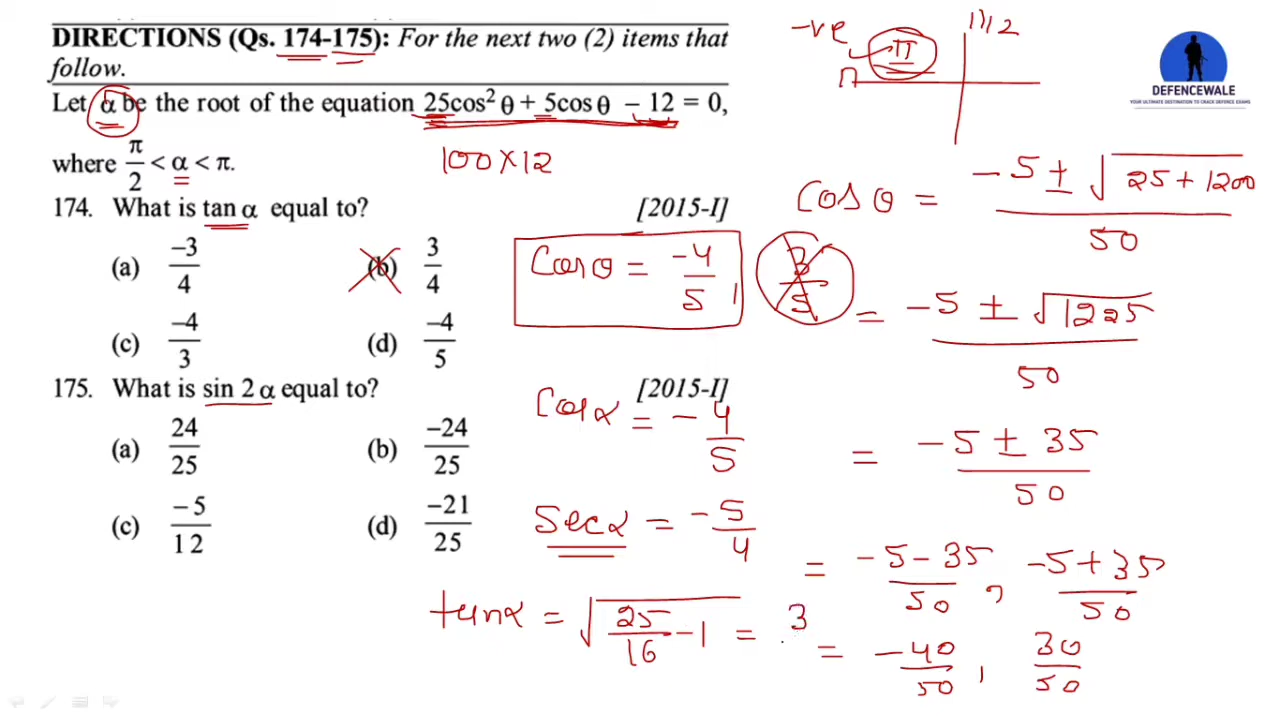 DIRECTIONS (Qs. 174-175): For the next two (2) items that
follow.
Let α be the root of the equation 25cos² θ + 5cos θ – 12 = 0,
where π/2 < α < π.
174. What is tan α equal to? [2015-I]
(a) -3/4 (b) 3/4
(c) -4/3 (d) -4/5
175. What is sin 2 α equal to? [2015-I]
(a) 24/25 (b) -24/25
(c) -5/12 (d) -21/25
100 × 12
Cos θ = -4/5, 3/5
Cos α = -4/5
Sec α = -5/4
tan α = √(25/16 - 1) = 3
-ve
II
Cos θ = (-5 ± √(25 + 1200))/50
= (-5 ± √1225)/50
= (-5 ± 35)/50
= (-5 - 35)/50, (-5 + 35)/50
= -40/50, 30/50
DEFENCEWALE
YOUR ULTIMATE DESTINATION TO CRACK DEFENCE EXAMS